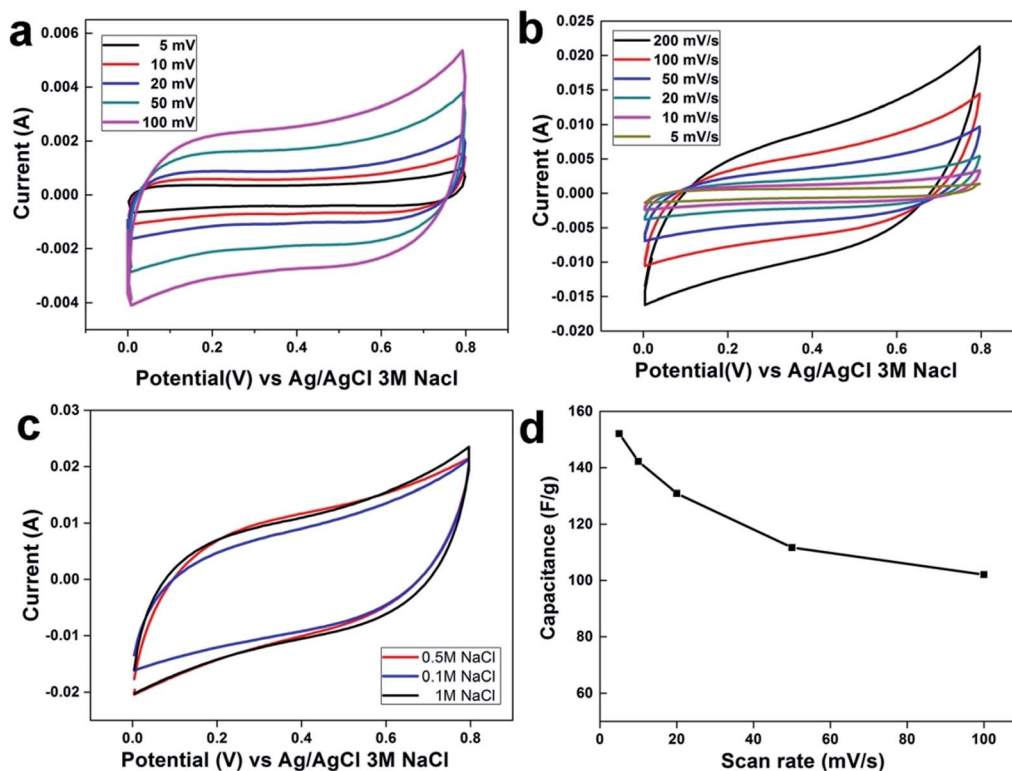 a
5 mV
10 mV
20 mV
50 mV
100 mV
0.006
0.004
0.002
0.000
-0.002
-0.004
Current (A)
0.0 0.2 0.4 0.6 0.8
Potential(V) vs Ag/AgCl 3M Nacl
b
200 mV/s
100 mV/s
50 mV/s
20 mV/s
10 mV/s
5 mV/s
0.025
0.020
0.015
0.010
0.005
0.000
-0.005
-0.010
-0.015
-0.020
Current (A)
0.0 0.2 0.4 0.6 0.8
Potential(V) vs Ag/AgCl 3M Nacl
c
0.03
0.02
0.01
0.00
-0.01
-0.02
Current (A)
0.5M NaCl
0.1M NaCl
1M NaCl
0.0 0.2 0.4 0.6 0.8
Potential (V) vs Ag/AgCl 3M NaCl
d
160
140
120
100
80
60
Capacitance (F/g)
0 20 40 60 80 100
Scan rate (mV/s)